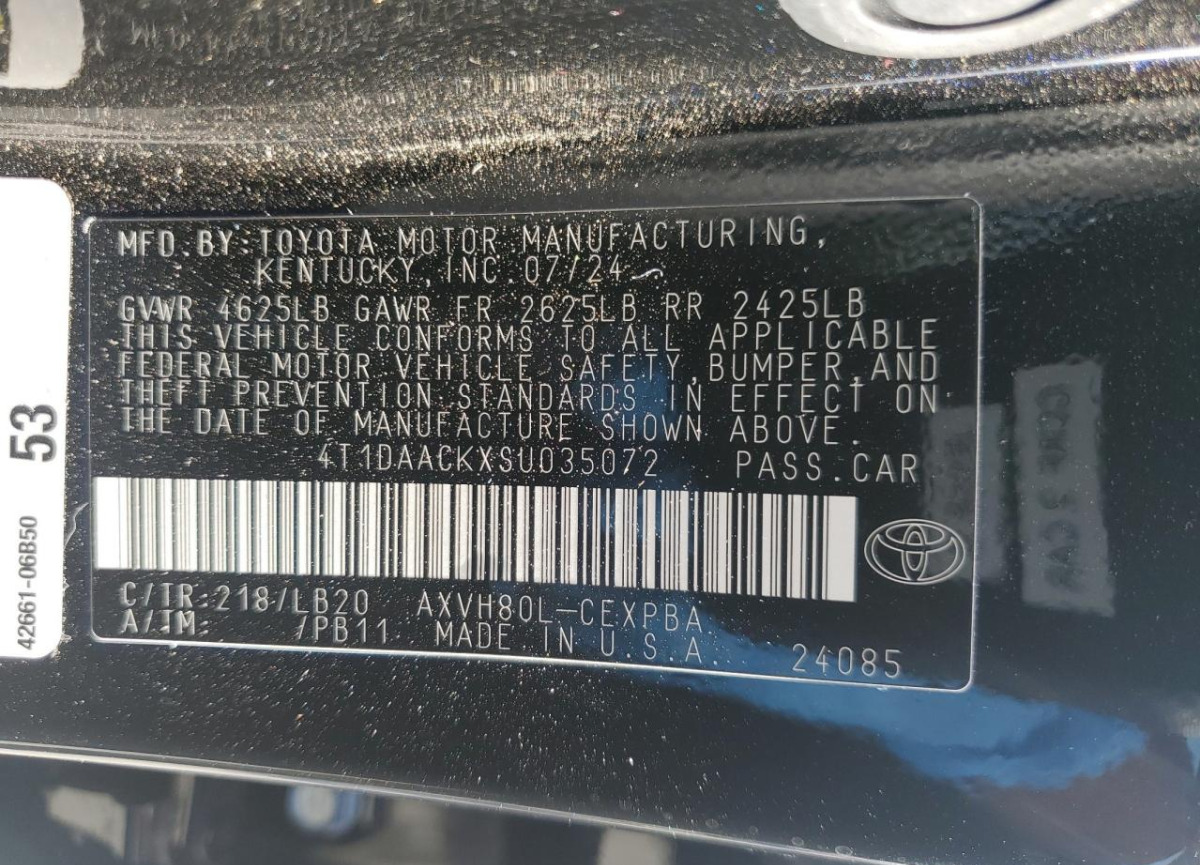 MFD.BY:TOYOTA MOTOR MANUFACTURING,
KENTUCKY, INC.07/24
GVWR 4625LB GAWR FR 2625LB RR 2425LB
THIS VEHICLE CONFORMS TO ALL APPLICABLE
FEDERAL MOTOR VEHICLE SAFETY,BUMPER,AND
THEFT PREVENTION STANDARDS IN EFFECT ON
THE DATE OF MANUFACTURE SHOWN ABOVE.
4T1DAACKXSU035072 PASS.CAR
C/TR:218/LB20 AXVH80L-CEXPBA
A/TM: /PB11 MADE IN U.S.A. 24085
53
42661-06B50